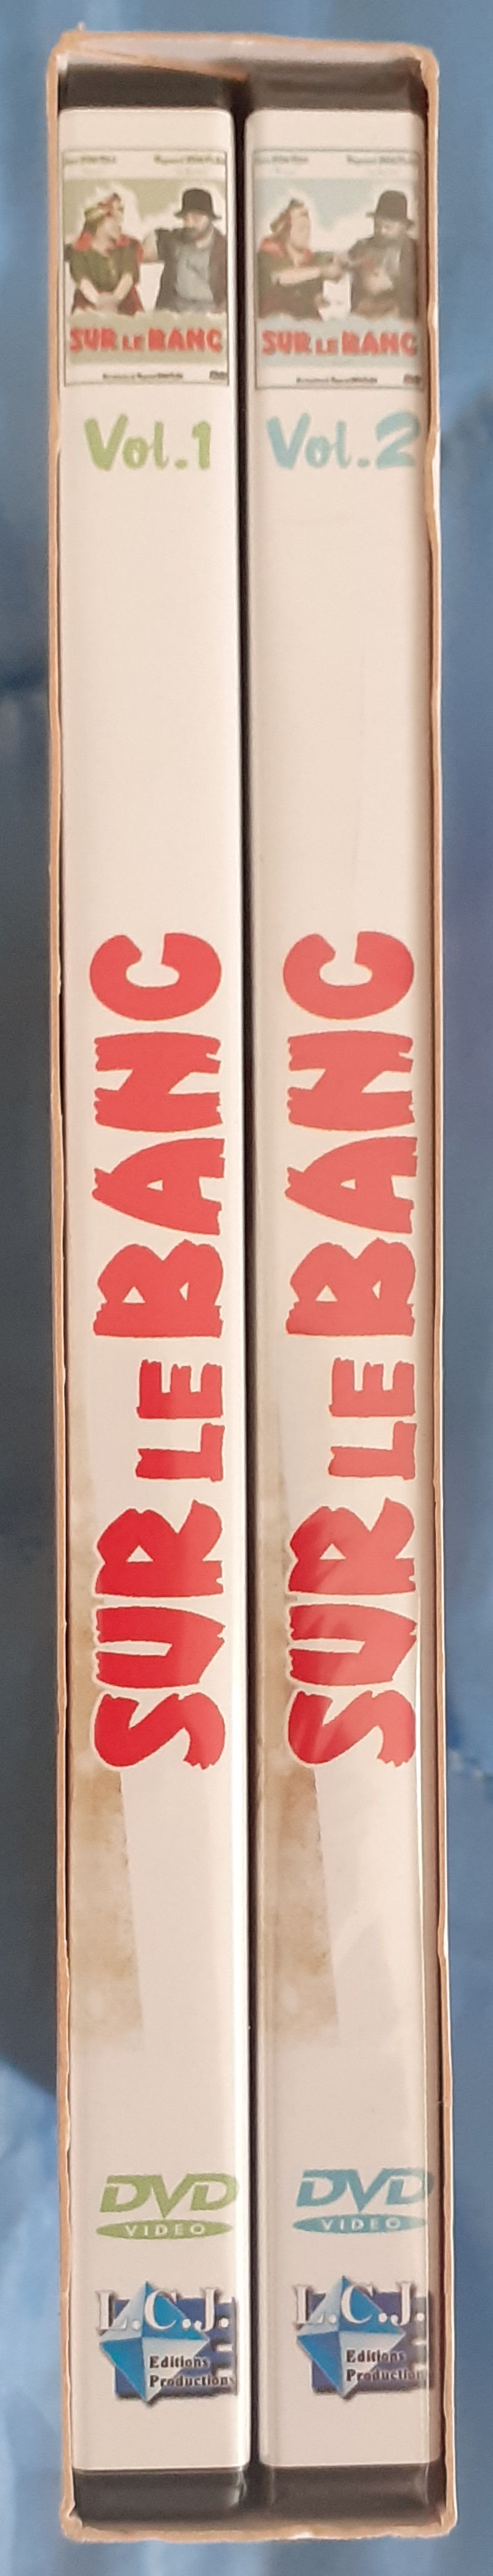 SUR LE BANC
Vol.1
SUR LE BANC
DVD
VIDEO
L.C.J.
Editions
Productions
SUR LE BANC
Vol.2
SUR LE BANC
DVD
VIDEO
L.C.J.
Editions
Production